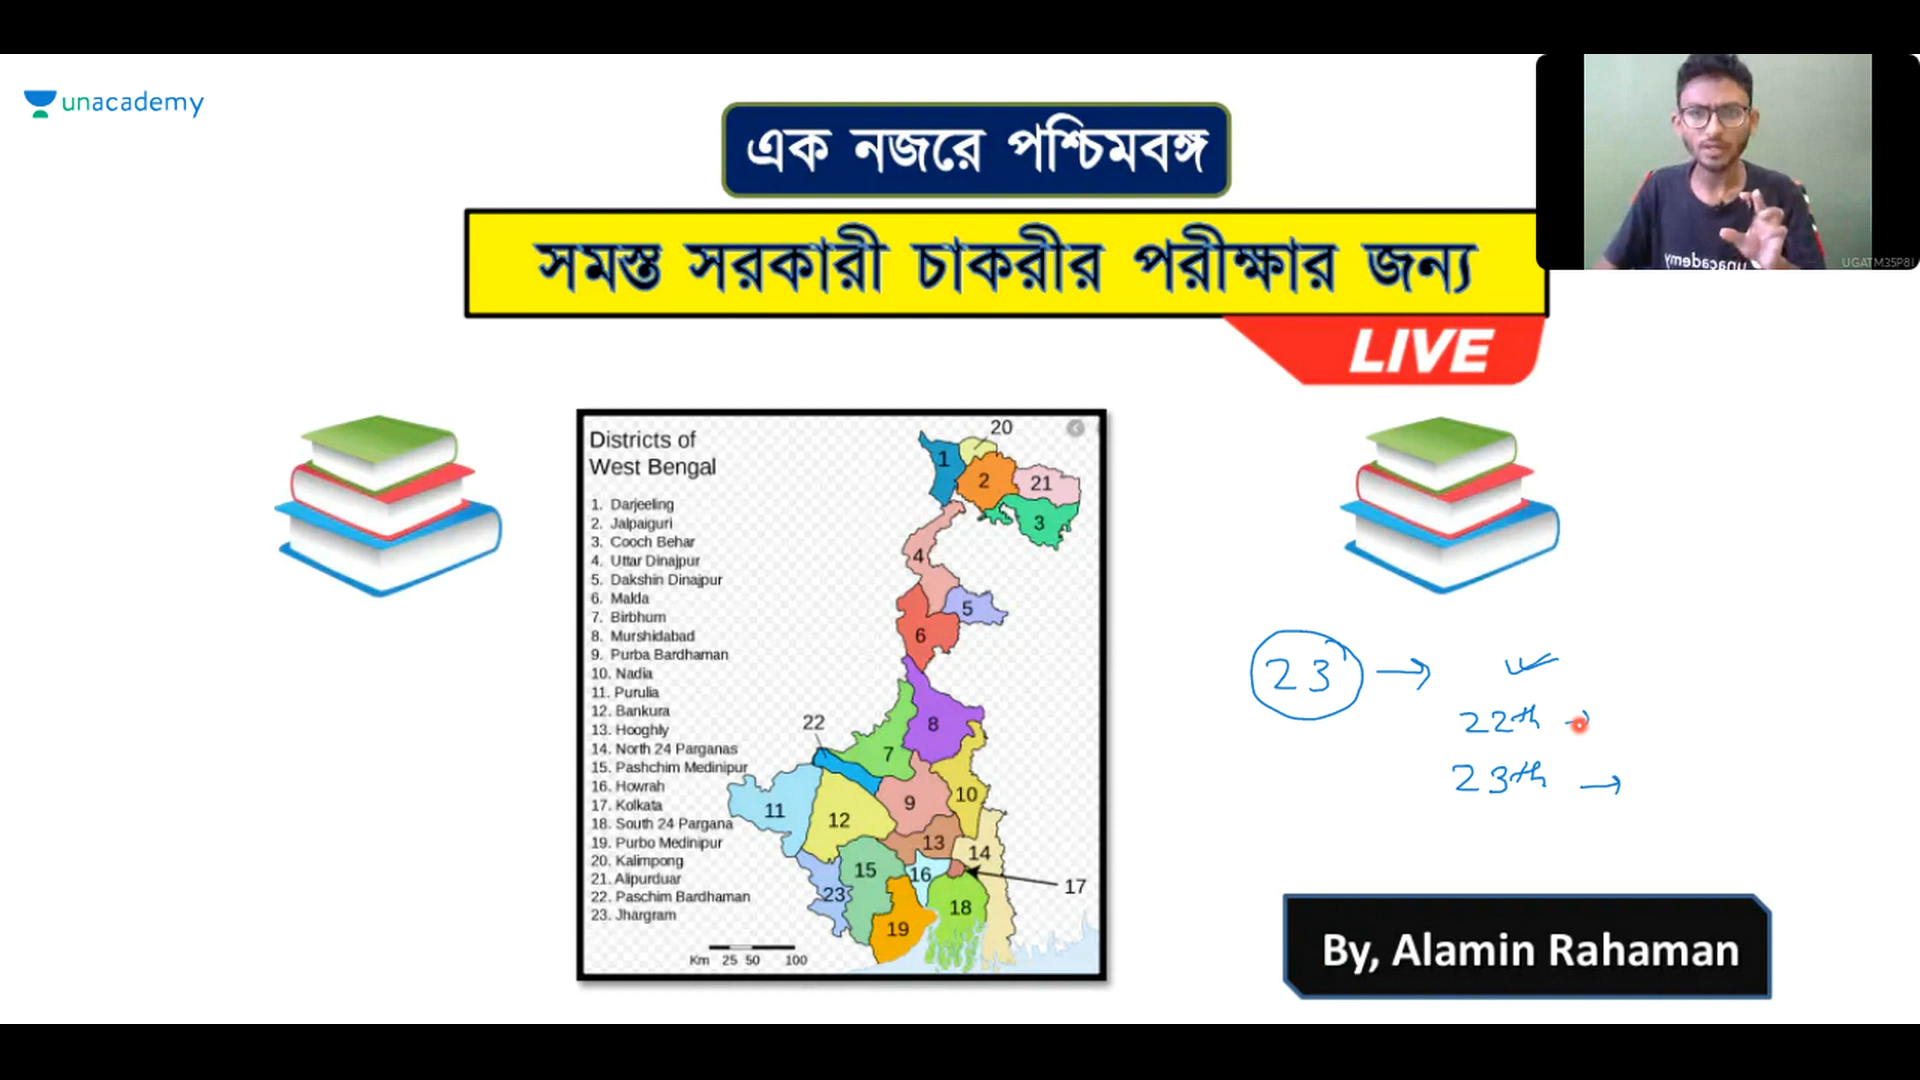 unacademy
এক নজরে পশ্চিমবঙ্গ
সমস্ত সরকারী চাকরীর পরীক্ষার জন্য
LIVE
unacademy
UGATM35P8I
Districts of
West Bengal
1. Darjeeling
2. Jalpaiguri
3. Cooch Behar
4. Uttar Dinajpur
5. Dakshin Dinajpur
6. Malda
7. Birbhum
8. Murshidabad
9. Purba Bardhaman
10. Nadia
11. Purulia
12. Bankura
13. Hooghly
14. North 24 Parganas
15. Pashchim Medinipur
16. Howrah
17. Kolkata
18. South 24 Pargana
19. Purbo Medinipur
20. Kalimpong
21. Alipurduar
22. Paschim Bardhaman
23. Jhargram
20
1
2
21
3
4
5
6
22
8
7
10
9
11
12
13
14
15
16
17
23
18
19
Km 25 50 100
23 →
22th →
23th →
By, Alamin Rahaman